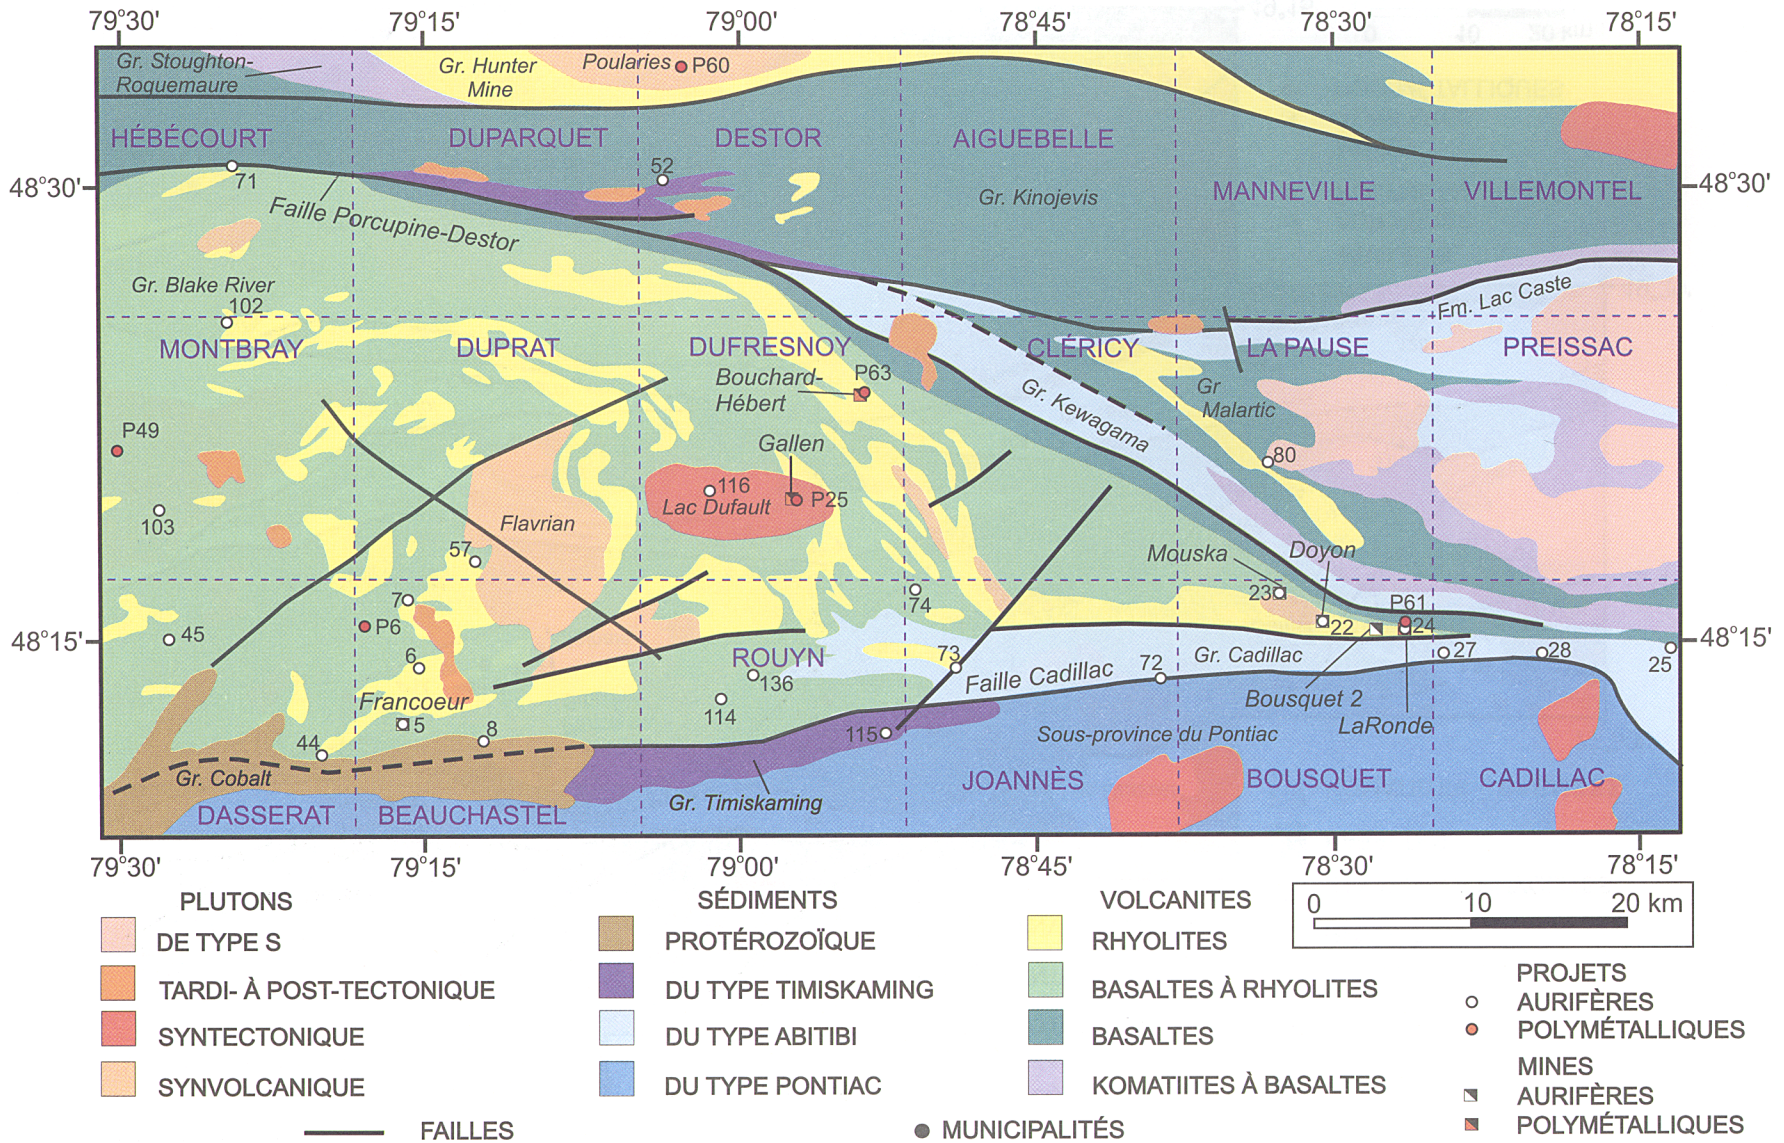 79°30'
79°15'
79°00'
78°45'
78°30'
78°15'
Gr. Stoughton-
Roquemaure
Gr. Hunter
Mine
Poularies
P60
HÉBÉCOURT
DUPARQUET
DESTOR
AIGUEBELLE
48°30'
71
52
MANNEVILLE
VILLEMONTEL
48°30'
Faille Porcupine-Destor
Gr. Kinojevis
Gr. Blake River
102
Fm. Lac Caste
MONTBRAY
DUPRAT
DUFRESNOY
CLÉRICY
LA PAUSE
PREISSAC
Bouchard-
Hébert
P63
Gr. Kewagama
Gr
Malartic
P49
Gallen
80
116
Lac Dufault
P25
103
Flavrian
57
Mouska
Doyon
7
74
23
P61
P6
22
24
45
48°15'
48°15'
6
ROUYN
136
73
Faille Cadillac
72
Gr. Cadillac
27
28
25
Francoeur
5
114
Bousquet 2
LaRonde
8
44
115
Sous-province du Pontiac
Gr. Cobalt
Gr. Timiskaming
JOANNÈS
BOUSQUET
CADILLAC
DASSERAT
BEAUCHASTEL
79°30'
79°15'
79°00'
78°45'
78°30'
78°15'
PLUTONS
DE TYPE S
TARDI- À POST-TECTONIQUE
SYNTECTONIQUE
SYNVOLCANIQUE
SÉDIMENTS
PROTÉROZOÏQUE
DU TYPE TIMISKAMING
DU TYPE ABITIBI
DU TYPE PONTIAC
VOLCANITES
RHYOLITES
BASALTES À RHYOLITES
BASALTES
KOMATIITES À BASALTES
0
10
20 km
PROJETS
AURIFÈRES
POLYMÉTALLIQUES
MINES
AURIFÈRES
POLYMÉTALLIQUES
FAILLES
MUNICIPALITÉS